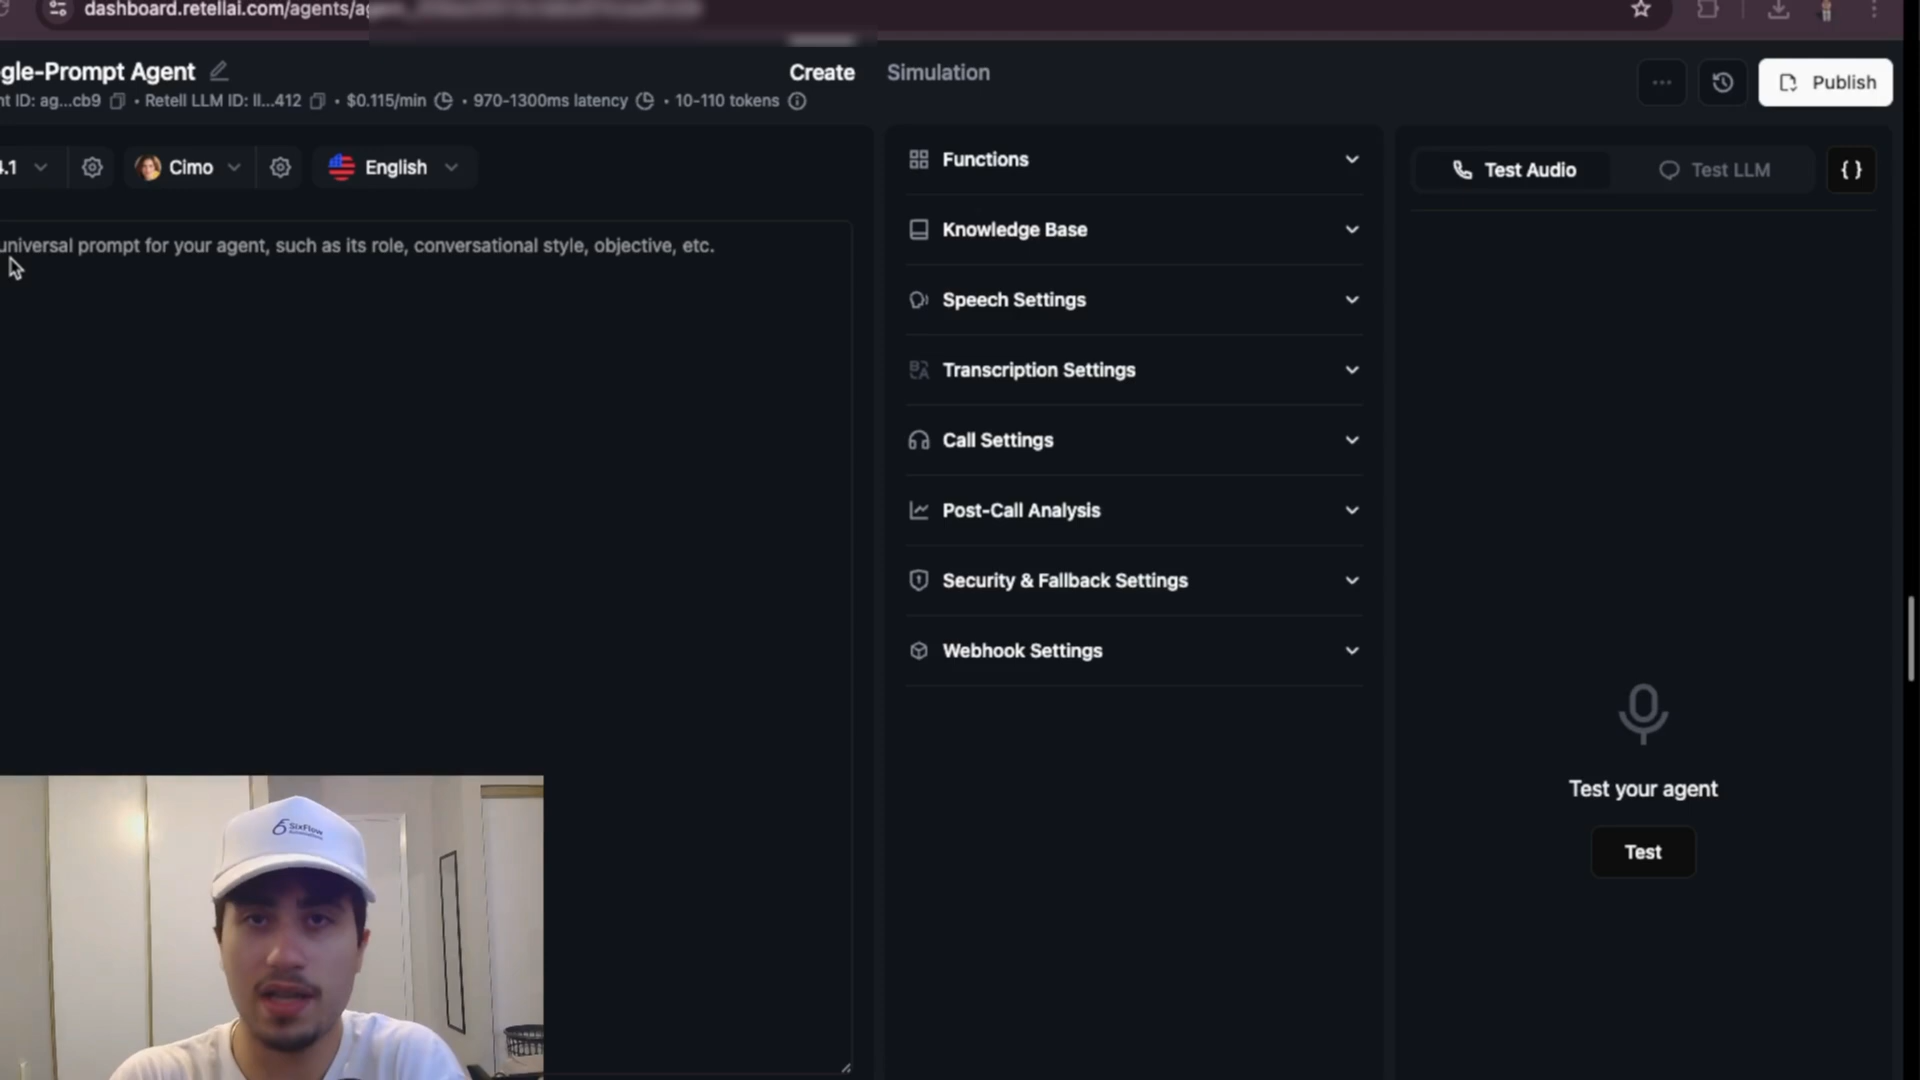 dashboard.retellai.com/agents/ag
gle-Prompt Agent
Create
Simulation
Publish
nt ID: ag...cb9 • Retell LLM ID: ll...412 • $0.115/min • 970-1300ms latency • 10-110 tokens
4.1
Cimo
English
universal prompt for your agent, such as its role, conversational style, objective, etc.
Functions
Knowledge Base
Speech Settings
Transcription Settings
Call Settings
Post-Call Analysis
Security & Fallback Settings
Webhook Settings
Test Audio
Test LLM
{ }
Test your agent
Test
SixFlow